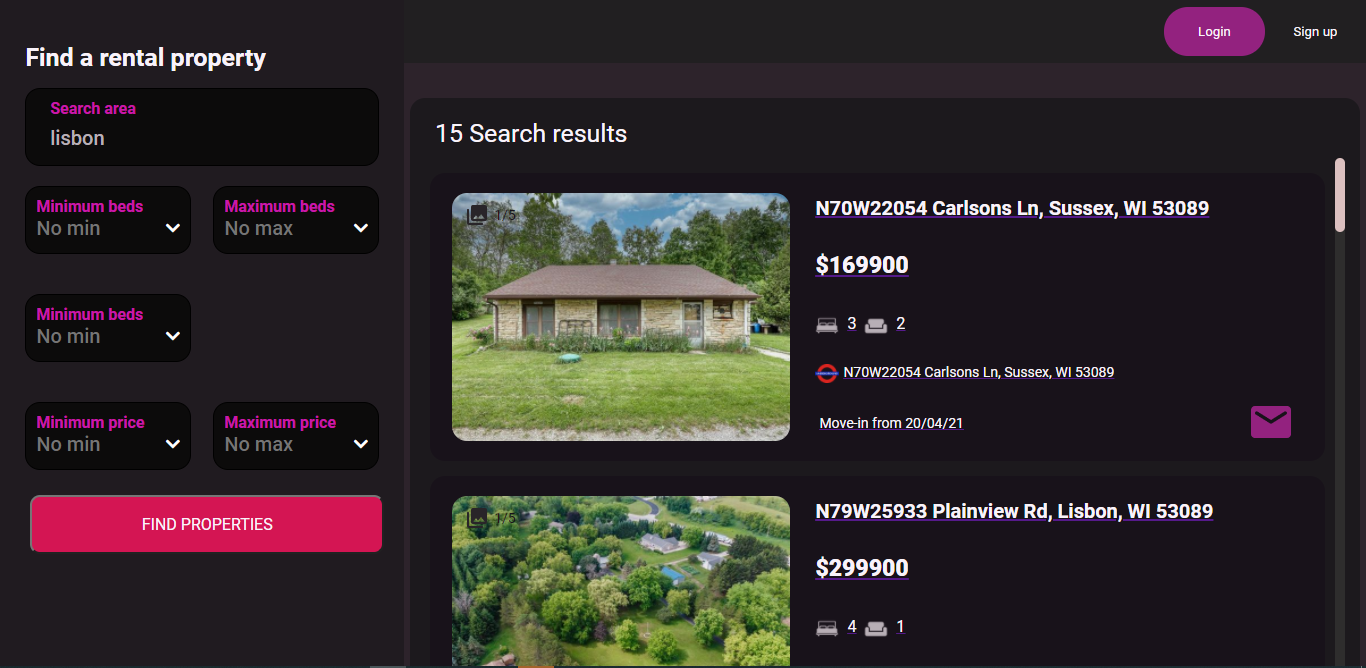 Login
Sign up
Find a rental property
Search area
lisbon
Minimum beds
No min
Maximum beds
No max
Minimum beds
No min
Minimum price
No min
Maximum price
No max
FIND PROPERTIES
15 Search results
1/5
N70W22054 Carlsons Ln, Sussex, WI 53089
$169900
3 2
N70W22054 Carlsons Ln, Sussex, WI 53089
Move-in from 20/04/21
1/5
N79W25933 Plainview Rd, Lisbon, WI 53089
$299900
4 1